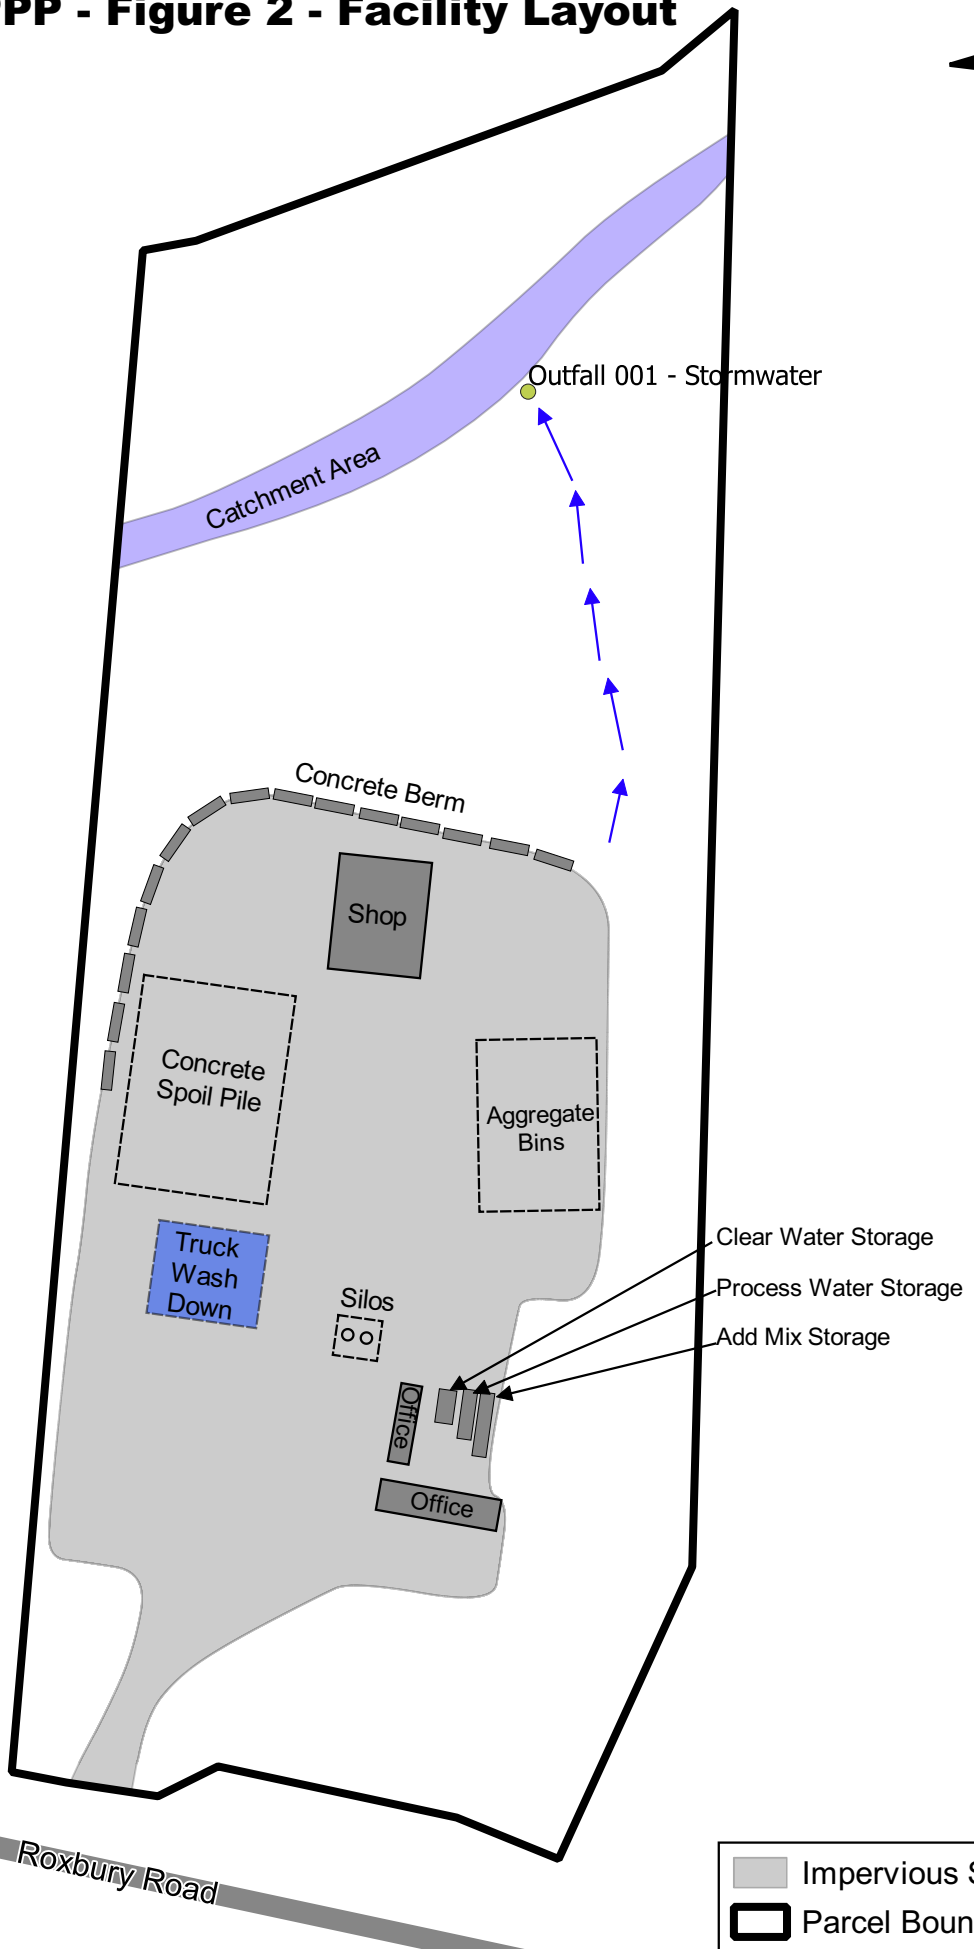 PP - Figure 2 - Facility Layout
Outfall 001 - Stormwater
Catchment Area
Concrete Berm
Shop
Concrete
Spoil Pile
Aggregate
Bins
Truck
Wash
Down
Silos
Clear Water Storage
Process Water Storage
Add Mix Storage
Office
Office
Roxbury Road
Impervious S
Parcel Boun